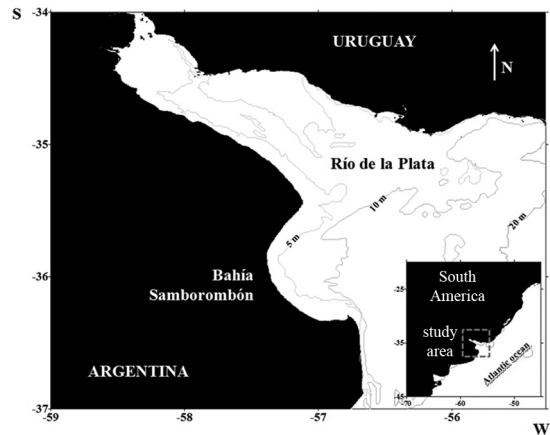 S
-34
-35
-36
-37
-59
-58
-57
-56
W
URUGUAY
N
Río de la Plata
10 m
20 m
5 m
Bahía
Samborombón
ARGENTINA
South
America
study
area
Atlantic ocean
-25
-35
-45
-70
-60
-50